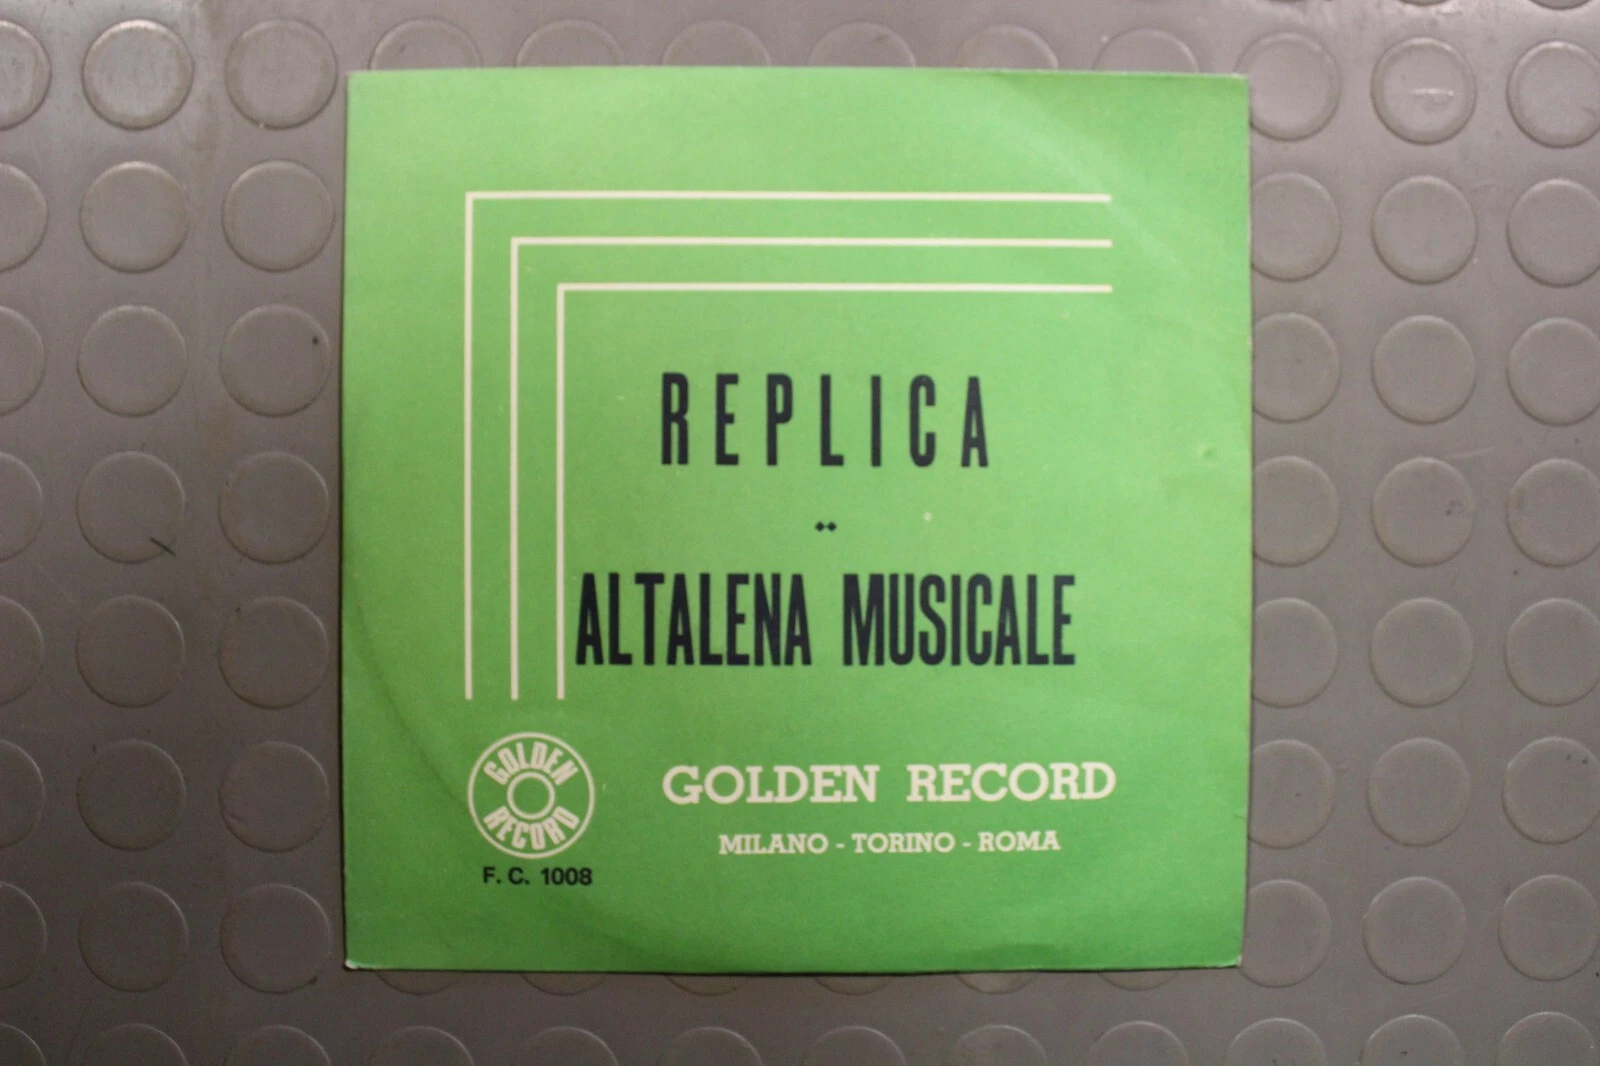 REPLICA
ALTALENA MUSICALE
GOLDEN RECORD
GOLDEN RECORD
MILANO - TORINO - ROMA
F. C. 1008